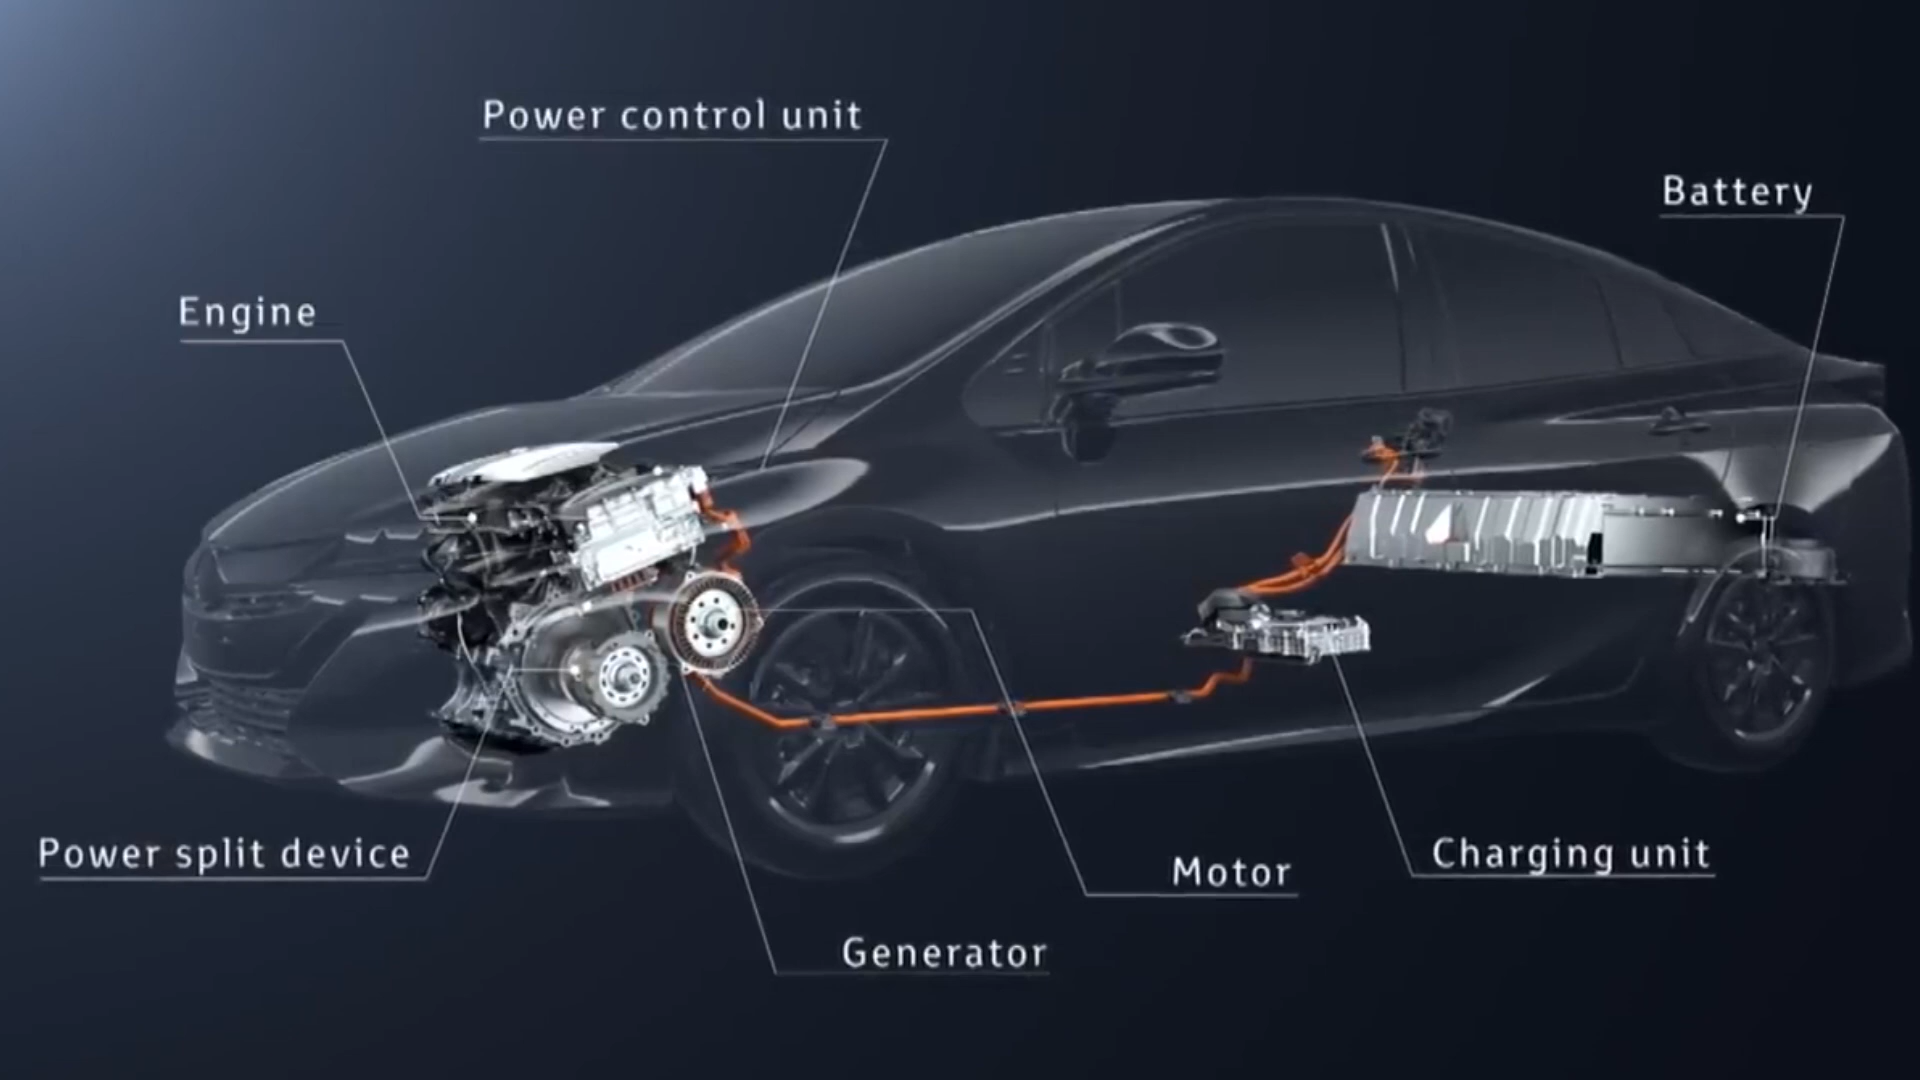 Power control unit
Battery
Engine
Power split device
Charging unit
Motor
Generator